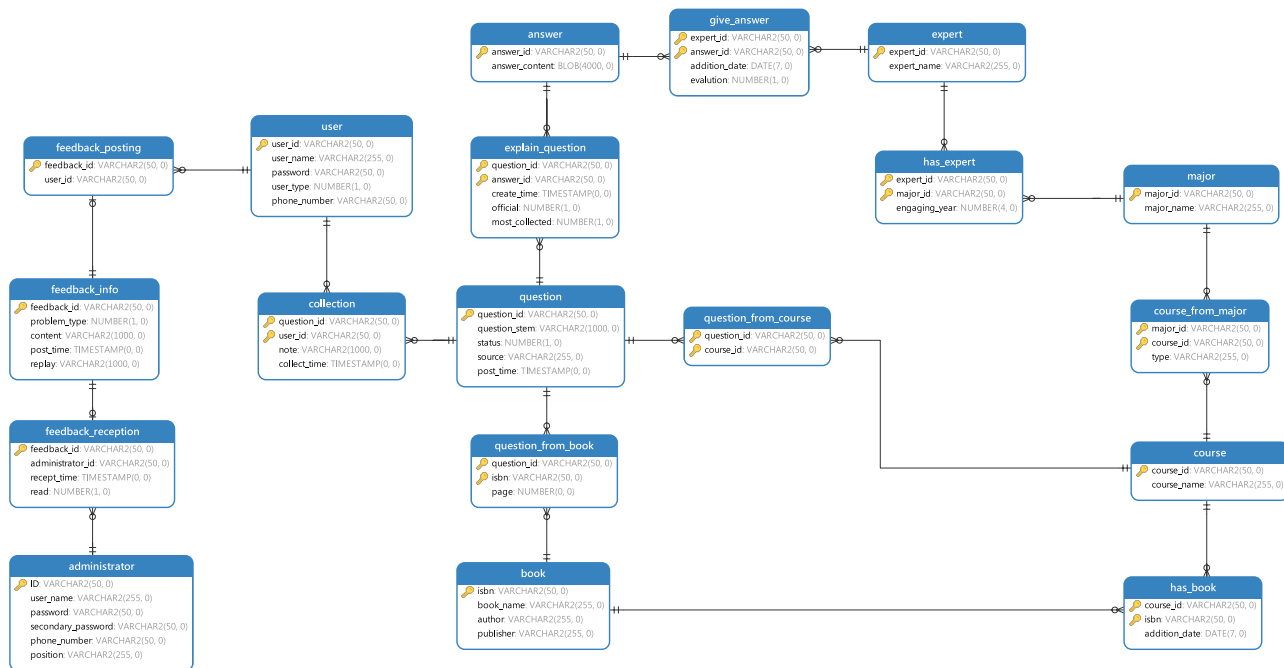 answer
answer_id: VARCHAR2(50, 0)
answer_content: BLOB(4000, 0)
give_answer
expert_id: VARCHAR2(50, 0)
answer_id: VARCHAR2(50, 0)
addition_date: DATE(7, 0)
evalution: NUMBER(1, 0)
expert
expert_id: VARCHAR2(50, 0)
expert_name: VARCHAR2(255, 0)
feedback_posting
feedback_id: VARCHAR2(50, 0)
user_id: VARCHAR2(50, 0)
user
user_id: VARCHAR2(50, 0)
user_name: VARCHAR2(255, 0)
password: VARCHAR2(50, 0)
user_type: NUMBER(1, 0)
phone_number: VARCHAR2(50, 0)
explain_question
question_id: VARCHAR2(50, 0)
answer_id: VARCHAR2(50, 0)
create_time: TIMESTAMP(0, 0)
official: NUMBER(1, 0)
most_collected: NUMBER(1, 0)
has_expert
expert_id: VARCHAR2(50, 0)
major_id: VARCHAR2(50, 0)
engaging_year: NUMBER(4, 0)
major
major_id: VARCHAR2(50, 0)
major_name: VARCHAR2(255, 0)
feedback_info
feedback_id: VARCHAR2(50, 0)
problem_type: NUMBER(1, 0)
content: VARCHAR2(1000, 0)
post_time: TIMESTAMP(0, 0)
replay: VARCHAR2(1000, 0)
collection
question_id: VARCHAR2(50, 0)
user_id: VARCHAR2(50, 0)
note: VARCHAR2(1000, 0)
collect_time: TIMESTAMP(0, 0)
question
question_id: VARCHAR2(50, 0)
question_stem: VARCHAR2(1000, 0)
status: NUMBER(1, 0)
source: VARCHAR2(255, 0)
post_time: TIMESTAMP(0, 0)
question_from_course
question_id: VARCHAR2(50, 0)
course_id: VARCHAR2(50, 0)
course_from_major
major_id: VARCHAR2(50, 0)
course_id: VARCHAR2(50, 0)
type: VARCHAR2(255, 0)
feedback_reception
feedback_id: VARCHAR2(50, 0)
administrator_id: VARCHAR2(50, 0)
recept_time: TIMESTAMP(0, 0)
read: NUMBER(1, 0)
question_from_book
question_id: VARCHAR2(50, 0)
isbn: VARCHAR2(50, 0)
page: NUMBER(0, 0)
course
course_id: VARCHAR2(50, 0)
course_name: VARCHAR2(255, 0)
administrator
ID: VARCHAR2(50, 0)
user_name: VARCHAR2(255, 0)
password: VARCHAR2(50, 0)
secondary_password: VARCHAR2(50, 0)
phone_number: VARCHAR2(50, 0)
position: VARCHAR2(255, 0)
book
isbn: VARCHAR2(50, 0)
book_name: VARCHAR2(255, 0)
author: VARCHAR2(255, 0)
publisher: VARCHAR2(255, 0)
has_book
course_id: VARCHAR2(50, 0)
isbn: VARCHAR2(50, 0)
addition_date: DATE(7, 0)